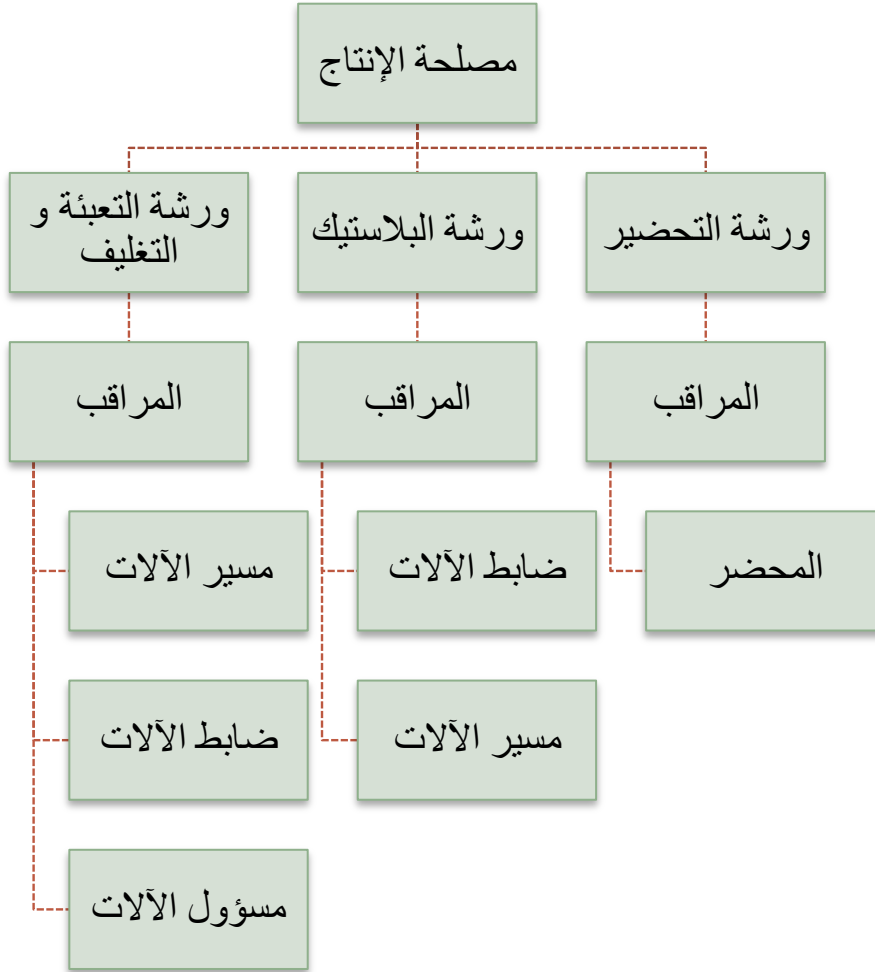 مصلحة الإنتاج
ورشة التحضير
ورشة البلاستيك
ورشة التعبئة و
التغليف
المراقب
المراقب
المراقب
المحضر
ضابط الآلات
مسير الآلات
مسير الآلات
ضابط الآلات
مسؤول الآلات